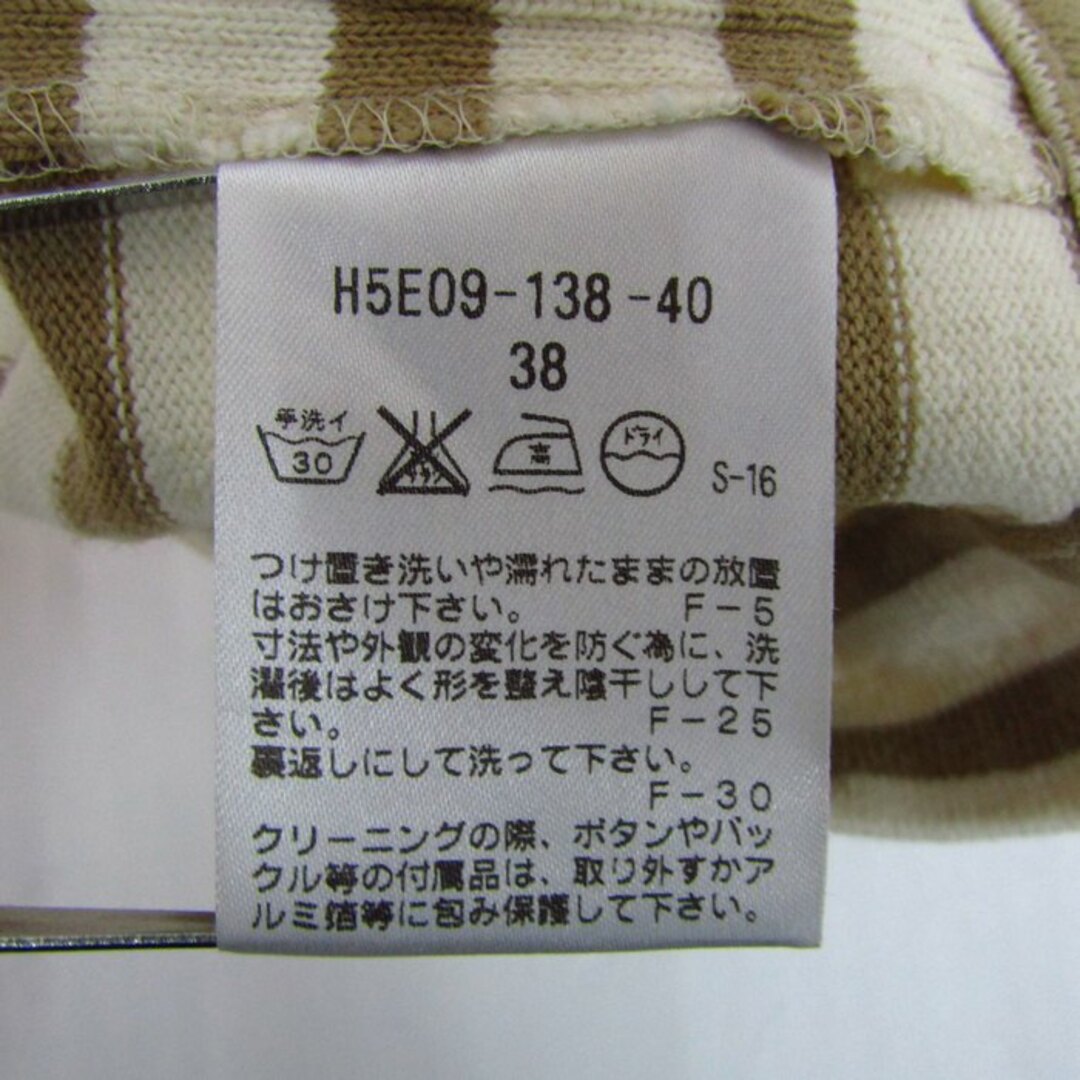 H5E09-138-40
38
手洗イ
30
高
ドライ
S-16
つけ置き洗いや濡れたままの放置
はおさけ下さい。 F-5
寸法や外観の変化を防ぐ為に、洗
濯後はよく形を整え陰干しして下
さい。 F-25
裏返しにして洗って下さい。
F-30
クリーニングの際、ボタンやバッ
クル等の付属品は、取り外すかア
ルミ箔等に包み保護して下さい。